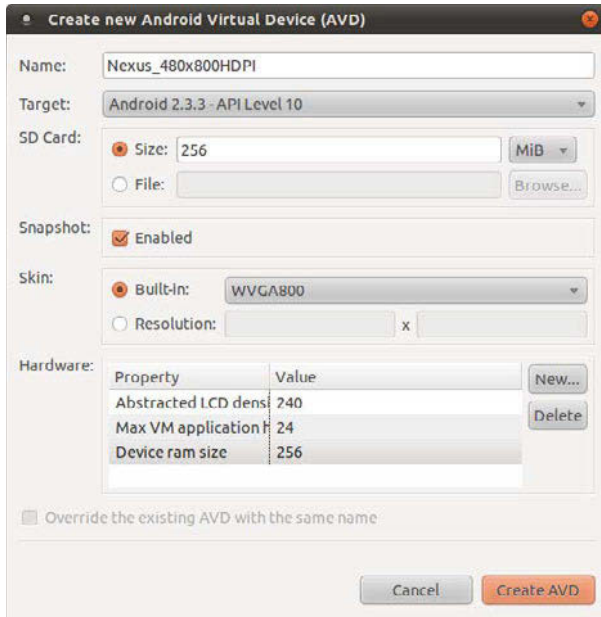 Create new Android Virtual Device (AVD)
Name: Nexus_480x800HDPI
Target: Android 2.3.3 - API Level 10
SD Card:
Size: 256 MiB
File: Browse...
Snapshot:
Enabled
Skin:
Built-in: WVGA800
Resolution: x
Hardware:
Property Value New...
Abstracted LCD densi 240
Delete
Max VM application h 24
Device ram size 256
Override the existing AVD with the same name
Cancel Create AVD